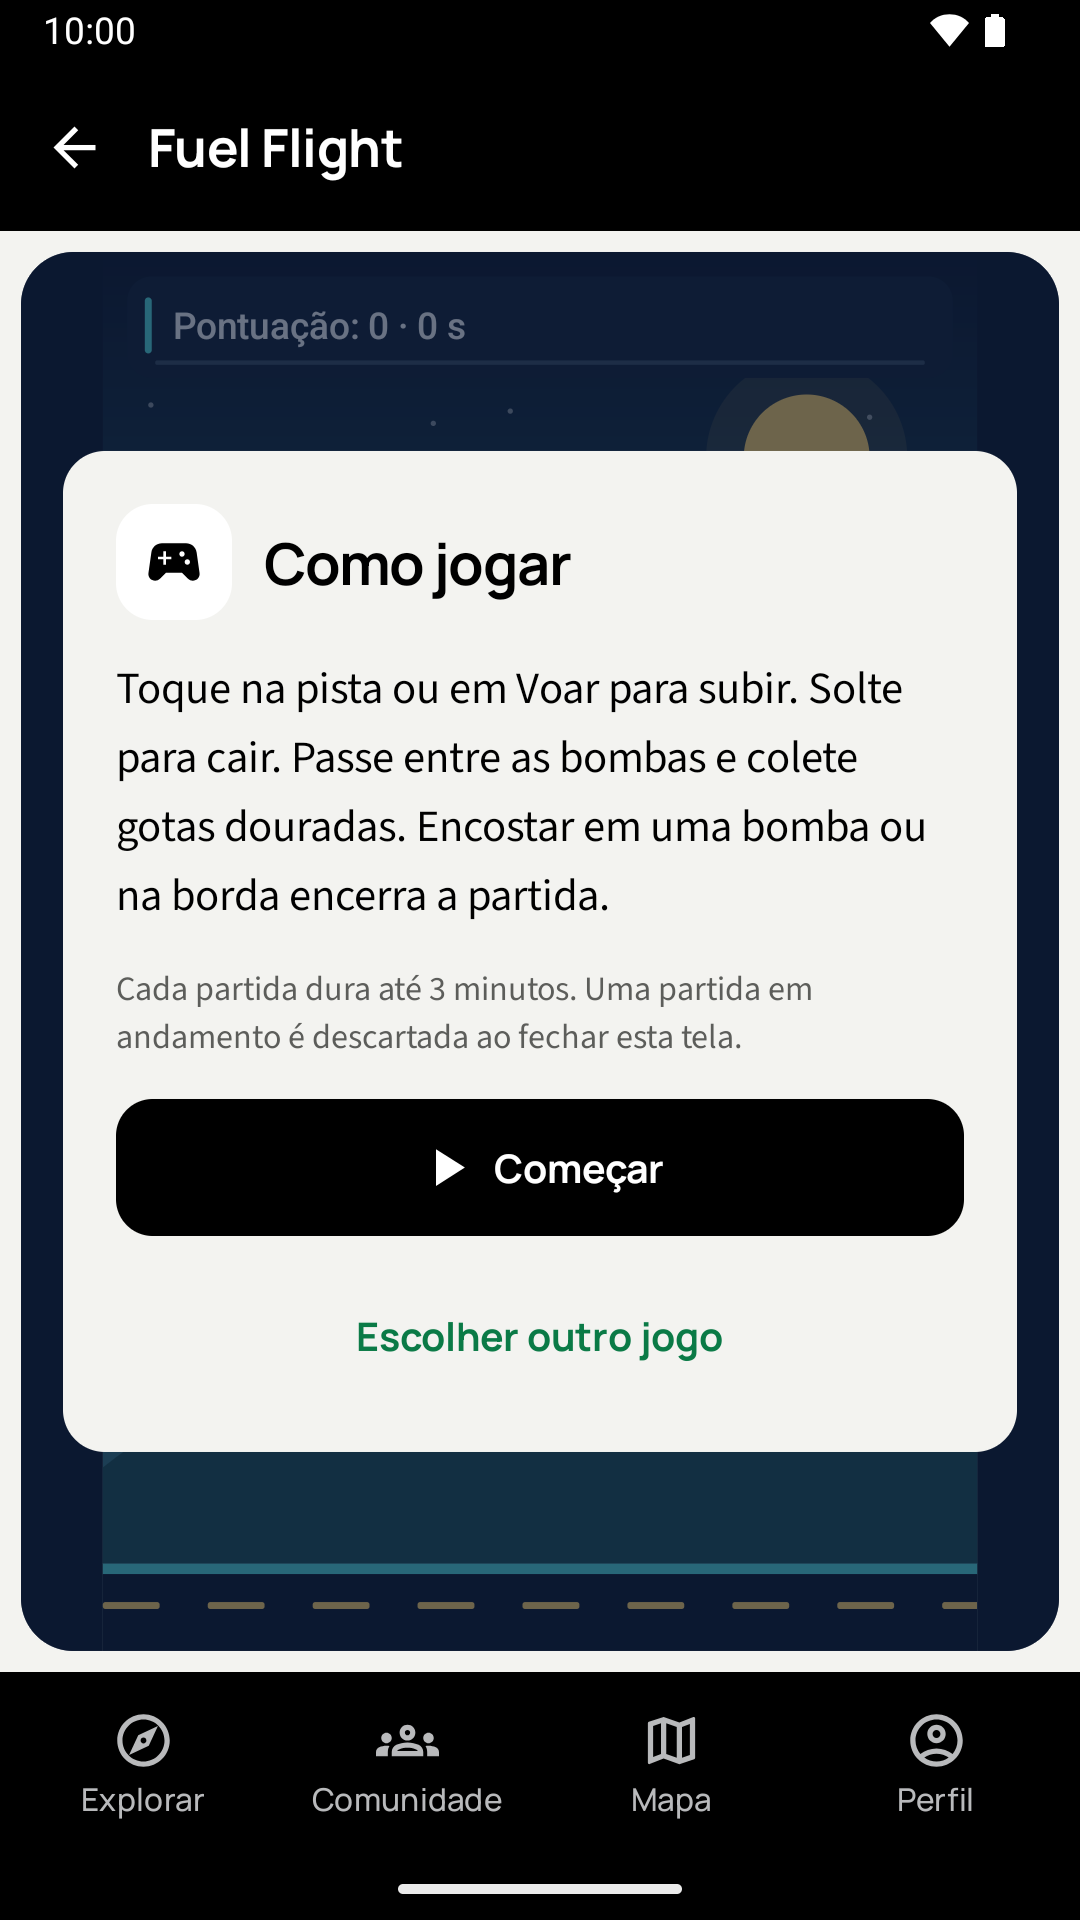 10:00
Fuel Flight
Pontuação: 0 · 0 s
Como jogar
Toque na pista ou em Voar para subir. Solte
para cair. Passe entre as bombas e colete
gotas douradas. Encostar em uma bomba ou
na borda encerra a partida.
Cada partida dura até 3 minutos. Uma partida em
andamento é descartada ao fechar esta tela.
Começar
Escolher outro jogo
Explorar
Comunidade
Mapa
Perfil